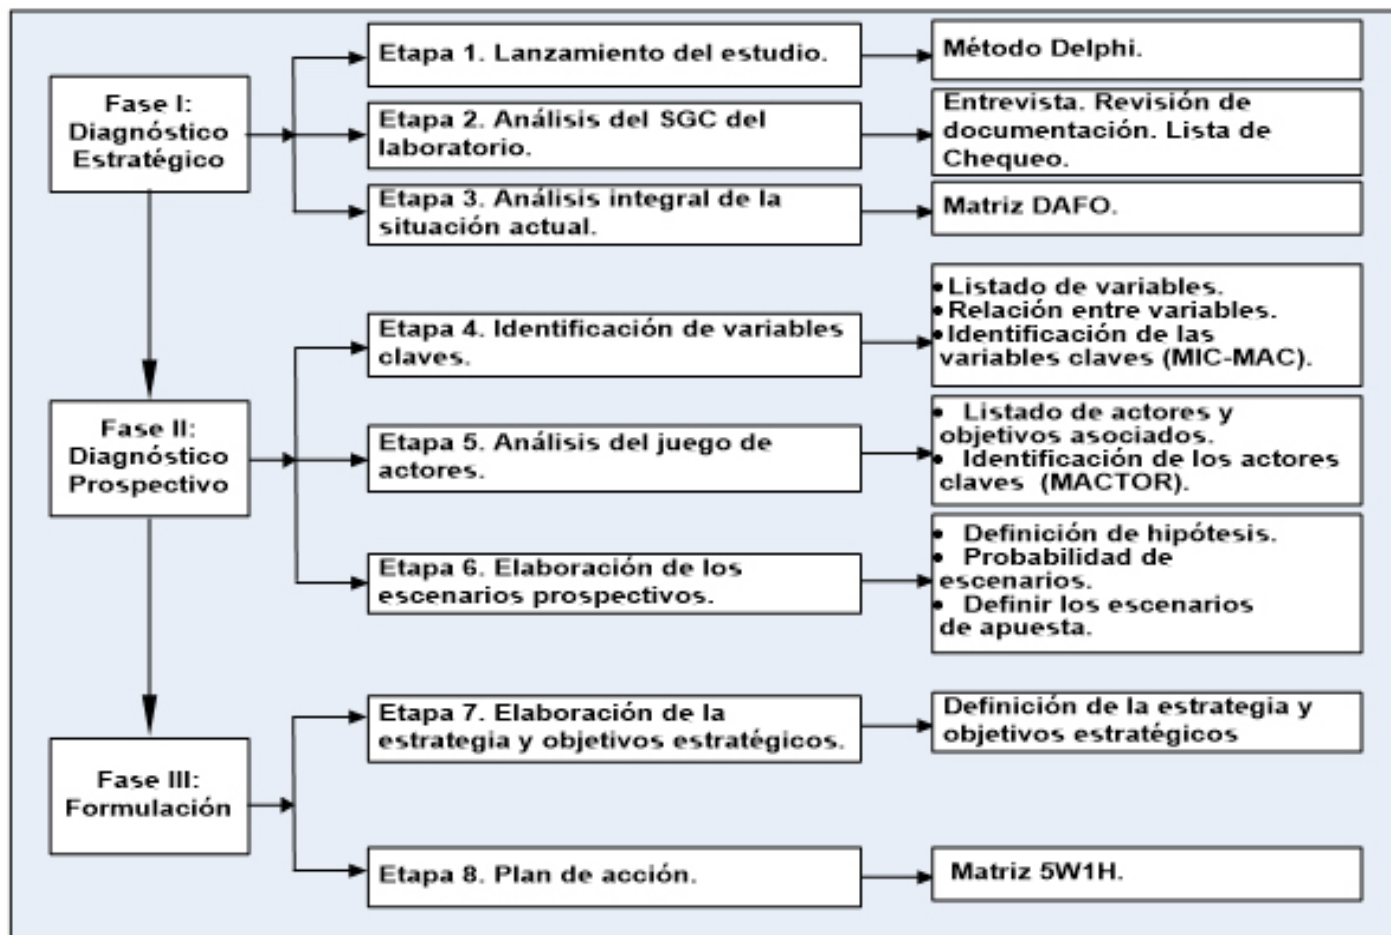 Fase I:
Diagnóstico
Estratégico
Etapa 1. Lanzamiento del estudio.
Método Delphi.
Etapa 2. Análisis del SGC del
laboratorio.
Entrevista. Revisión de
documentación. Lista de
Chequeo.
Etapa 3. Análisis integral de la
situación actual.
Matriz DAFO.
Fase II:
Diagnóstico
Prospectivo
Etapa 4. Identificación de variables
claves.
• Listado de variables.
• Relación entre variables.
• Identificación de las
variables claves (MIC-MAC).
Etapa 5. Análisis del juego de
actores.
• Listado de actores y
objetivos asociados.
• Identificación de los actores
claves (MACTOR).
Etapa 6. Elaboración de los
escenarios prospectivos.
• Definición de hipótesis.
• Probabilidad de
escenarios.
• Definir los escenarios
de apuesta.
Fase III:
Formulación
Etapa 7. Elaboración de la
estrategia y objetivos estratégicos.
Definición de la estrategia y
objetivos estratégicos
Etapa 8. Plan de acción.
Matriz 5W1H.